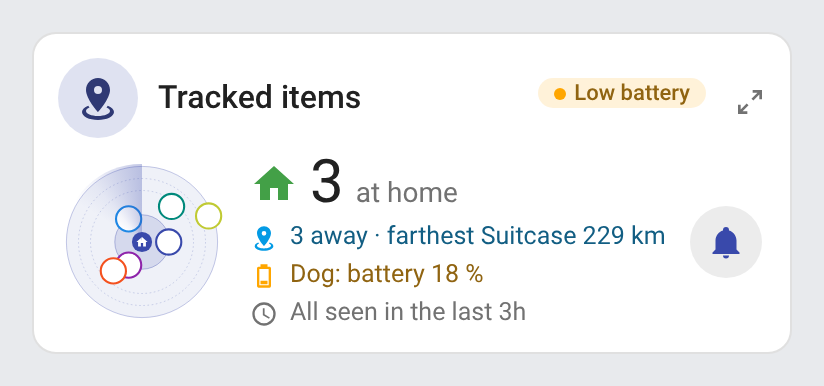 Tracked items
Low battery
3 at home
3 away · farthest Suitcase 229 km
Dog: battery 18 %
All seen in the last 3h